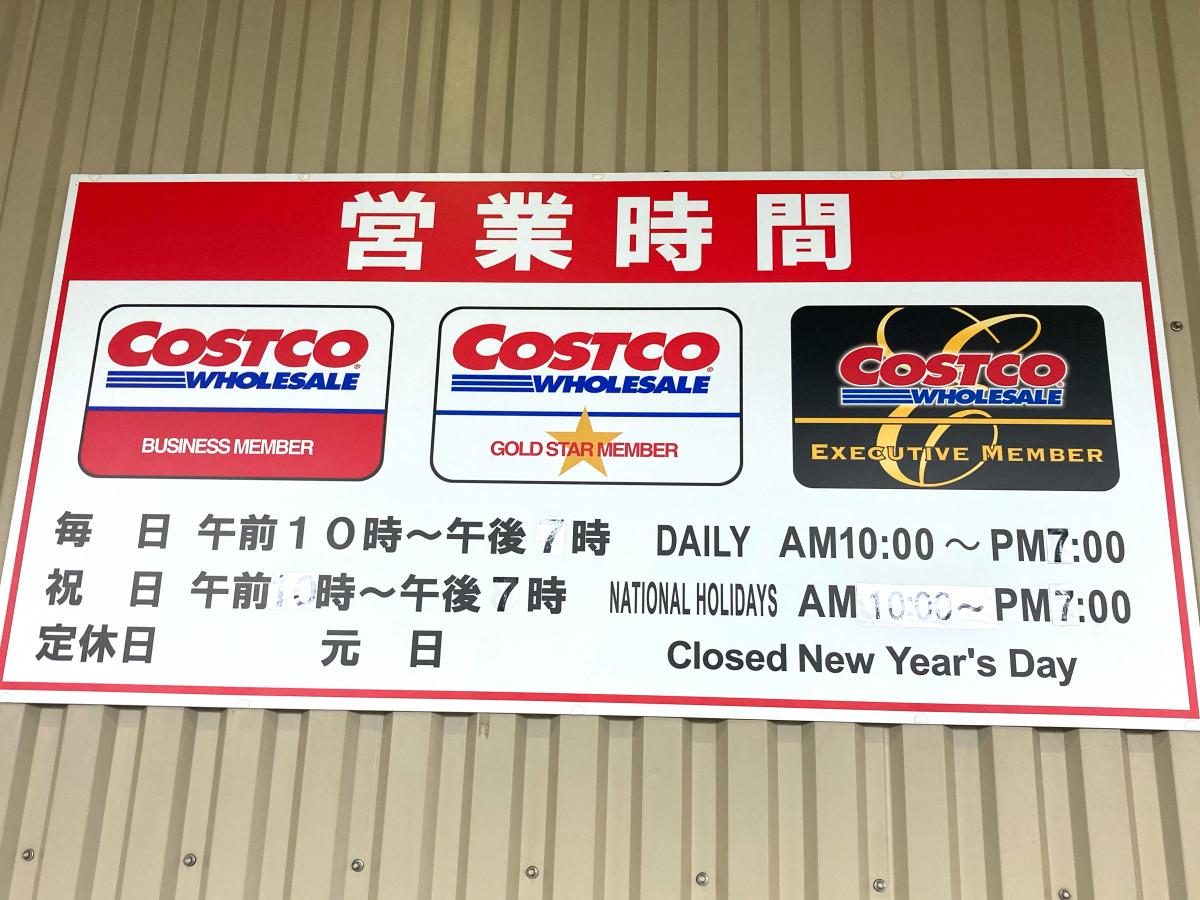 営業時間
COSTCO
WHOLESALE
BUSINESS MEMBER
COSTCO
WHOLESALE
GOLD STAR MEMBER
COSTCO
WHOLESALE
EXECUTIVE MEMBER
毎 日 午前10時～午後7時 DAILY AM10:00～PM7:00
祝 日 午前10時～午後7時 NATIONAL HOLIDAYS AM10:00～PM7:00
定休日 元 日 Closed New Year's Day